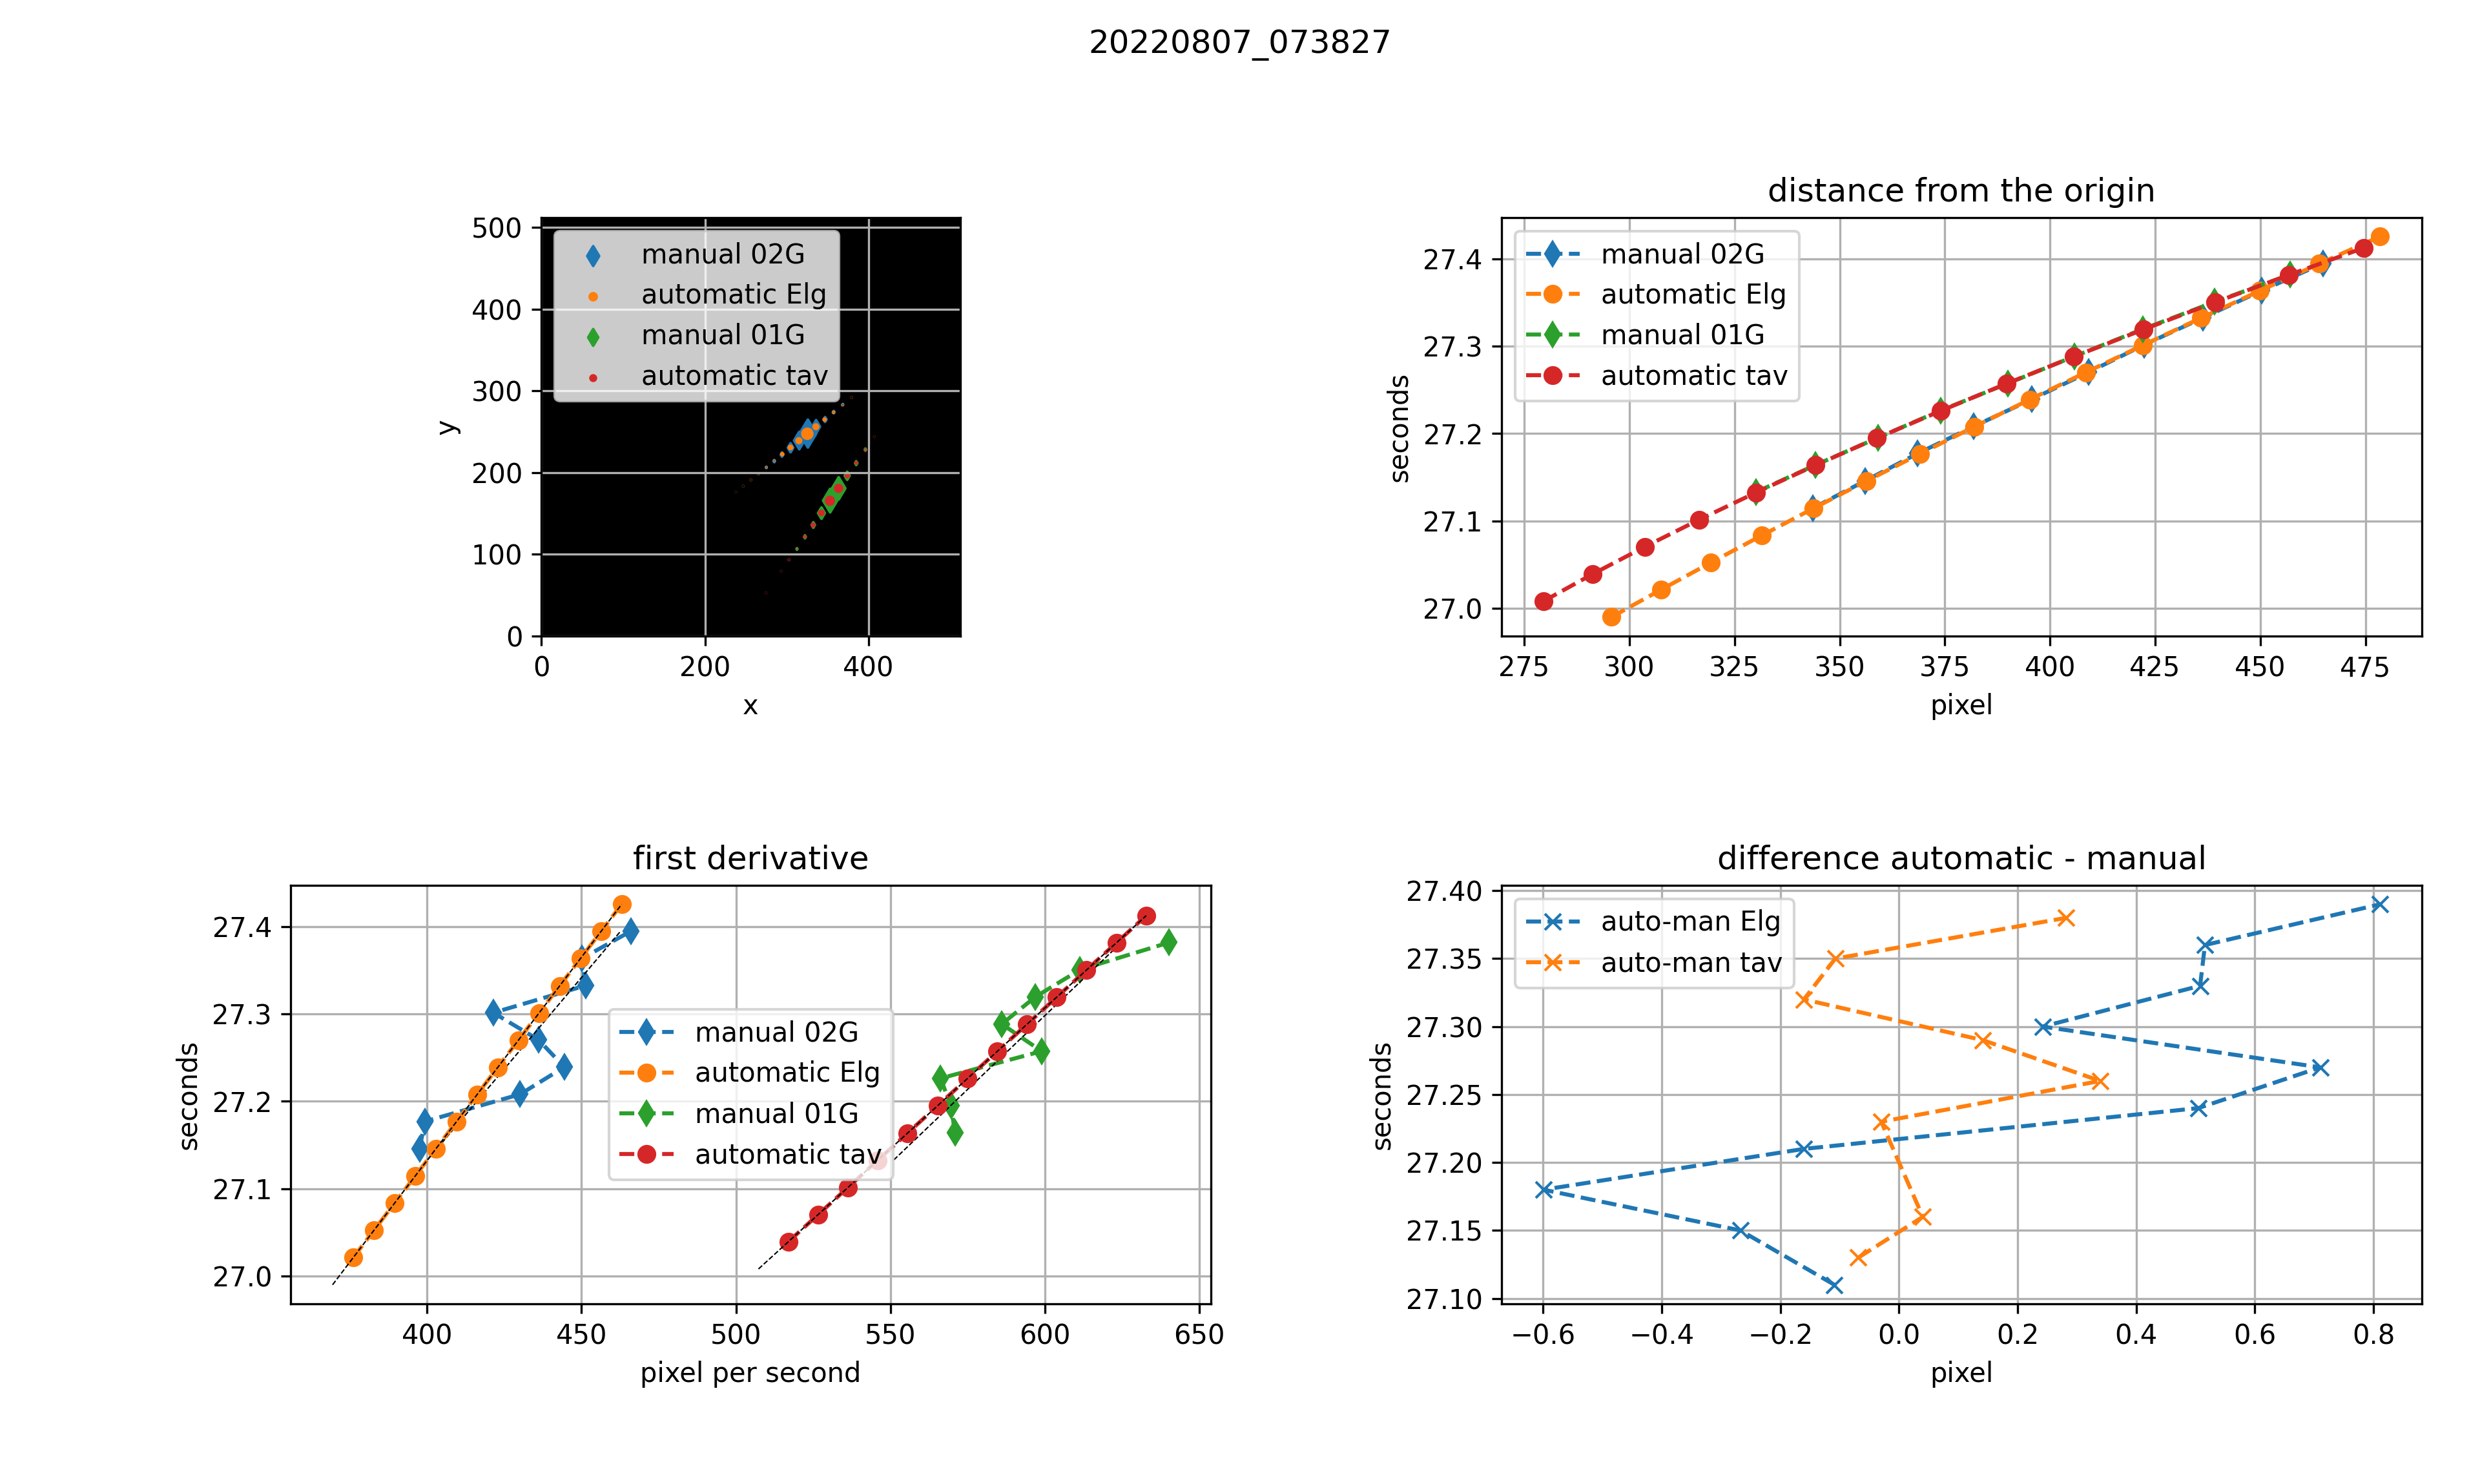 20220807_073827
500
400
300
200
100
0
y
manual 02G
automatic Elg
manual 01G
automatic tav
0 200 400
x
distance from the origin
27.4
27.3
27.2
27.1
27.0
seconds
manual 02G
automatic Elg
manual 01G
automatic tav
275 300 325 350 375 400 425 450 475
pixel
first derivative
27.4
27.3
27.2
27.1
27.0
seconds
manual 02G
automatic Elg
manual 01G
automatic tav
400 450 500 550 600 650
pixel per second
difference automatic - manual
27.40
27.35
27.30
27.25
27.20
27.15
27.10
seconds
auto-man Elg
auto-man tav
−0.6 −0.4 −0.2 0.0 0.2 0.4 0.6 0.8
pixel